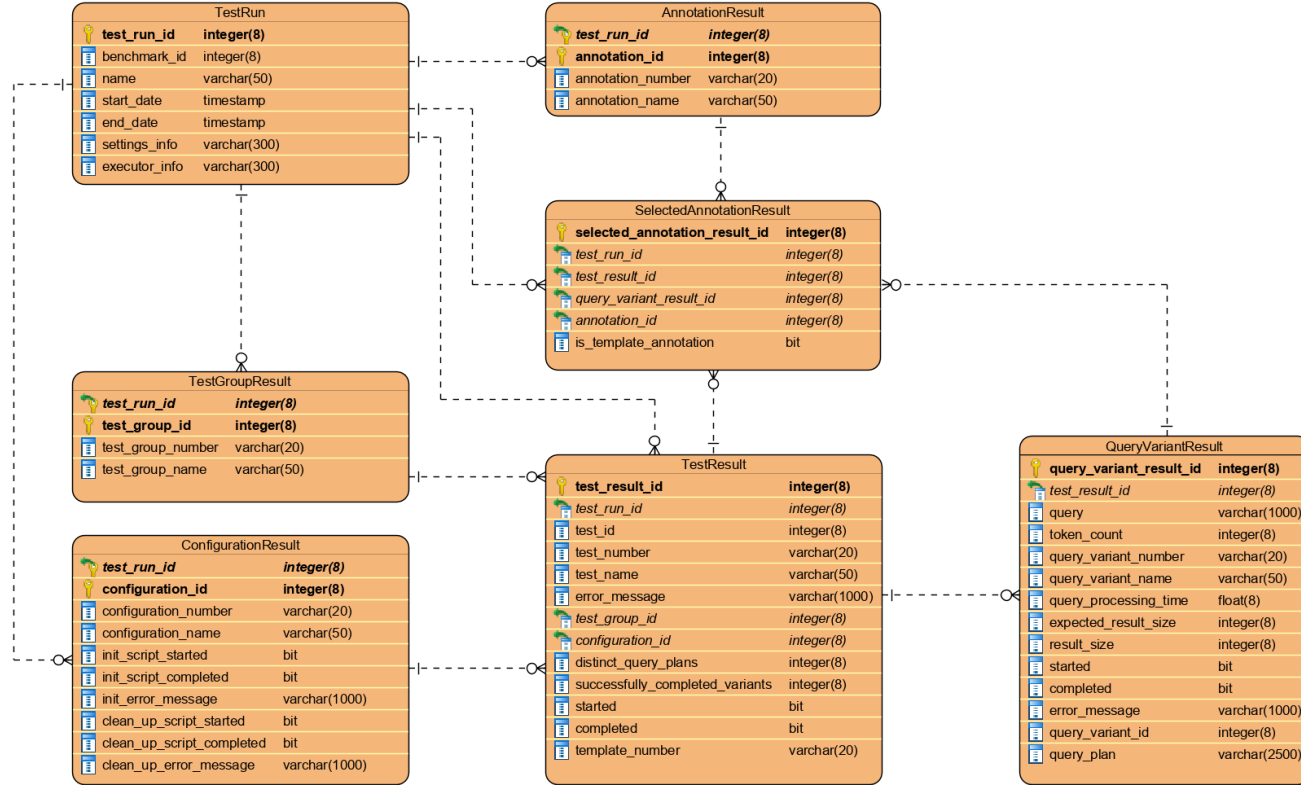 TestRun
test_run_id integer(8)
benchmark_id integer(8)
name varchar(50)
start_date timestamp
end_date timestamp
settings_info varchar(300)
executor_info varchar(300)
AnnotationResult
test_run_id integer(8)
annotation_id integer(8)
annotation_number varchar(20)
annotation_name varchar(50)
SelectedAnnotationResult
selected_annotation_result_id integer(8)
test_run_id integer(8)
test_result_id integer(8)
query_variant_result_id integer(8)
annotation_id integer(8)
is_template_annotation bit
TestGroupResult
test_run_id integer(8)
test_group_id integer(8)
test_group_number varchar(20)
test_group_name varchar(50)
ConfigurationResult
test_run_id integer(8)
configuration_id integer(8)
configuration_number varchar(20)
configuration_name varchar(50)
init_script_started bit
init_script_completed bit
init_error_message varchar(1000)
clean_up_script_started bit
clean_up_script_completed bit
clean_up_error_message varchar(1000)
TestResult
test_result_id integer(8)
test_run_id integer(8)
test_id integer(8)
test_number varchar(20)
test_name varchar(50)
error_message varchar(1000)
test_group_id integer(8)
configuration_id integer(8)
distinct_query_plans integer(8)
successfully_completed_variants integer(8)
started bit
completed bit
template_number varchar(20)
QueryVariantResult
query_variant_result_id integer(8)
test_result_id integer(8)
query varchar(1000)
token_count integer(8)
query_variant_number varchar(20)
query_variant_name varchar(50)
query_processing_time float(8)
expected_result_size integer(8)
result_size integer(8)
started bit
completed bit
error_message varchar(1000)
query_variant_id integer(8)
query_plan varchar(2500)